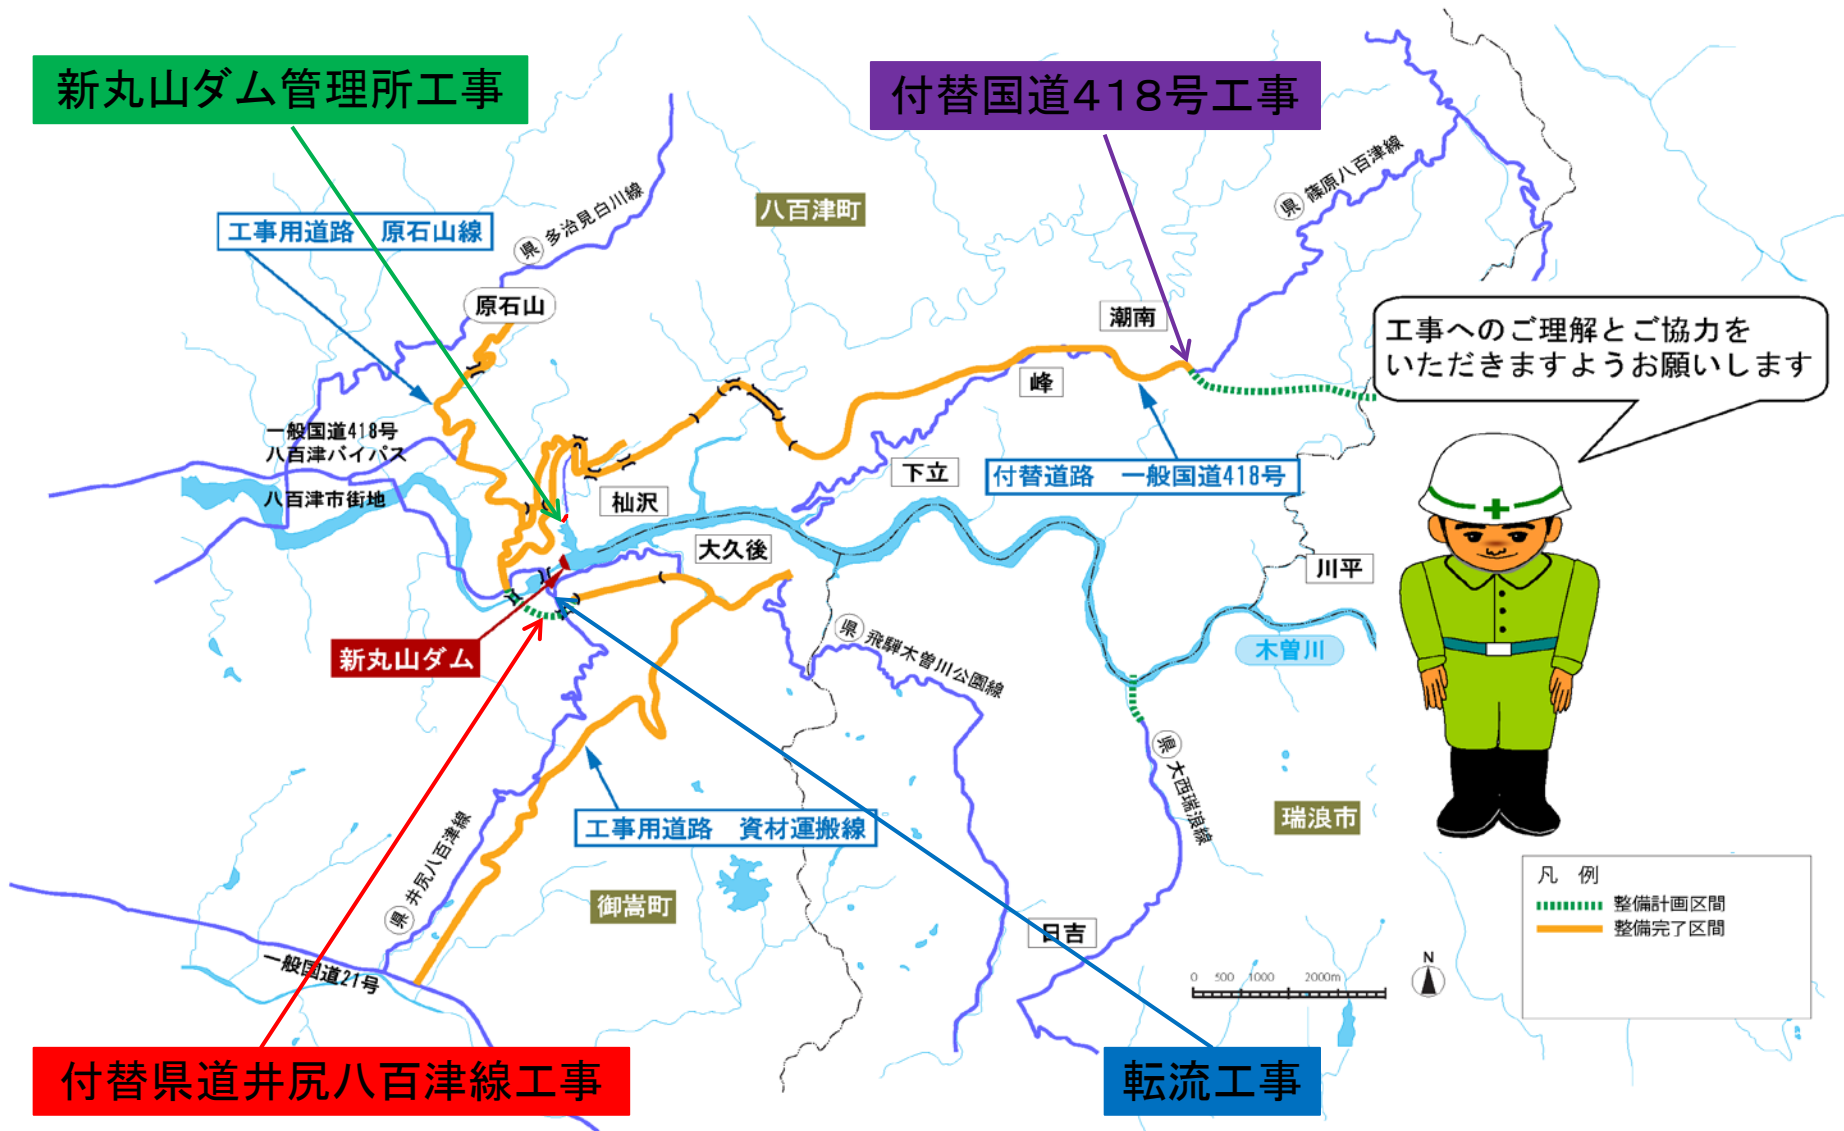 新丸山ダム管理所工事
付替国道418号工事
八百津町
県 篠原八百津線
工事用道路 原石山線
県 多治見白川線
原石山
潮南
工事へのご理解とご協力を
いただきますようお願いします
峰
一般国道418号
八百津バイパス
八百津市街地
下立
付替道路 一般国道418号
杣沢
大久後
川平
新丸山ダム
県 飛騨木曽川公園線
木曽川
県 大西瑞浪線
工事用道路 資材運搬線
瑞浪市
県 井尻八百津線
御嵩町
日吉
凡 例
整備計画区間
整備完了区間
一般国道21号
0 500 1000 2000m
N
付替県道井尻八百津線工事
転流工事